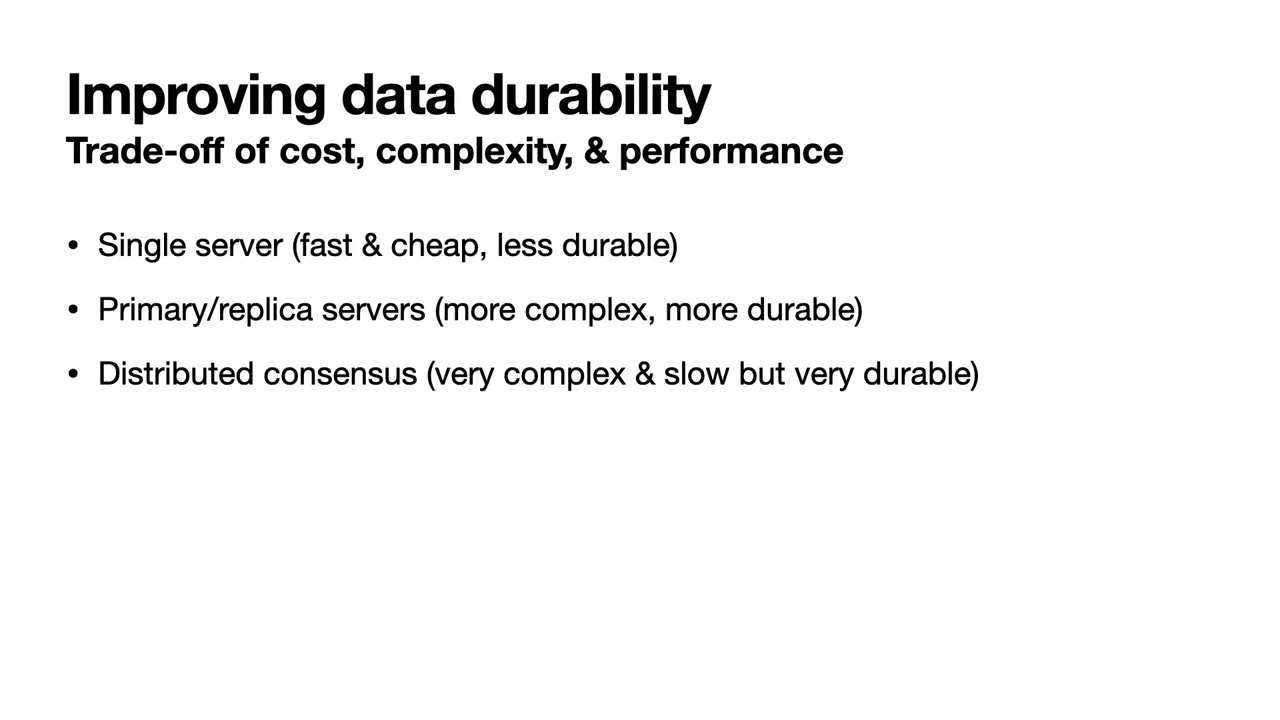 Improving data durability
Trade-off of cost, complexity, & performance
• Single server (fast & cheap, less durable)
• Primary/replica servers (more complex, more durable)
• Distributed consensus (very complex & slow but very durable)